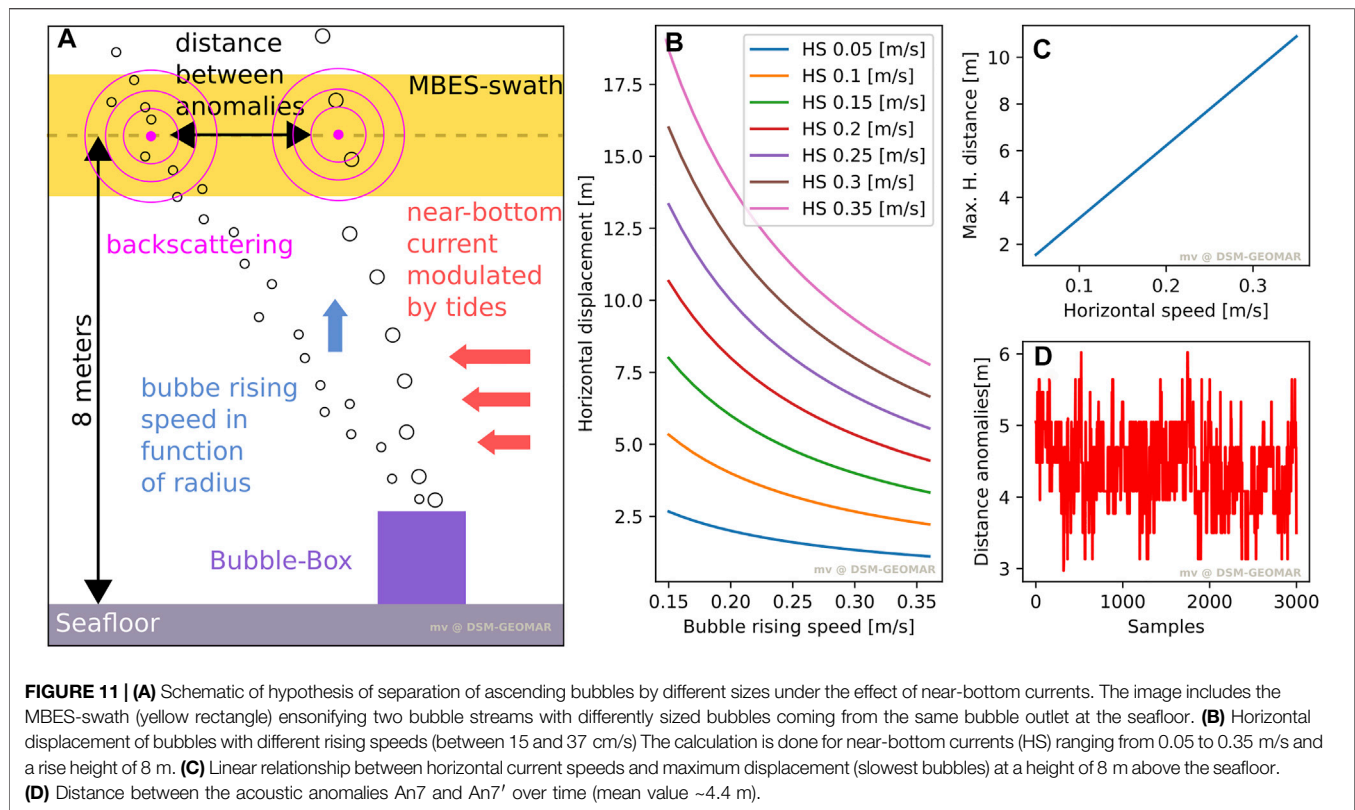 A
distance
between
anomalies
MBES-swath
backscattering
near-bottom
current
modulated
by tides
8 meters
bubbe rising
speed in
function
of radius
Bubble-Box
Seafloor
mv @ DSM-GEOMAR
B
HS 0.05 [m/s]
HS 0.1 [m/s]
HS 0.15 [m/s]
HS 0.2 [m/s]
HS 0.25 [m/s]
HS 0.3 [m/s]
HS 0.35 [m/s]
Horizontal displacement [m]
17.5
15.0
12.5
10.0
7.5
5.0
2.5
mv @ DSM-GEOMAR
0.15 0.20 0.25 0.30 0.35
Bubble rising speed [m/s]
C
Max. H. distance [m]
10
8
6
4
2
mv @ DSM-GEOMAR
0.1 0.2 0.3
Horizontal speed [m/s]
D
Distance anomalies[m]
6
5
4
3
mv @ DSM-GEOMAR
0 1000 2000 3000
Samples
FIGURE 11 | (A) Schematic of hypothesis of separation of ascending bubbles by different sizes under the effect of near-bottom currents. The image includes the
MBES-swath (yellow rectangle) ensonifying two bubble streams with differently sized bubbles coming from the same bubble outlet at the seafloor. (B) Horizontal
displacement of bubbles with different rising speeds (between 15 and 37 cm/s) The calculation is done for near-bottom currents (HS) ranging from 0.05 to 0.35 m/s and
a rise height of 8 m. (C) Linear relationship between horizontal current speeds and maximum displacement (slowest bubbles) at a height of 8 m above the seafloor.
(D) Distance between the acoustic anomalies An7 and An7′ over time (mean value ~4.4 m).